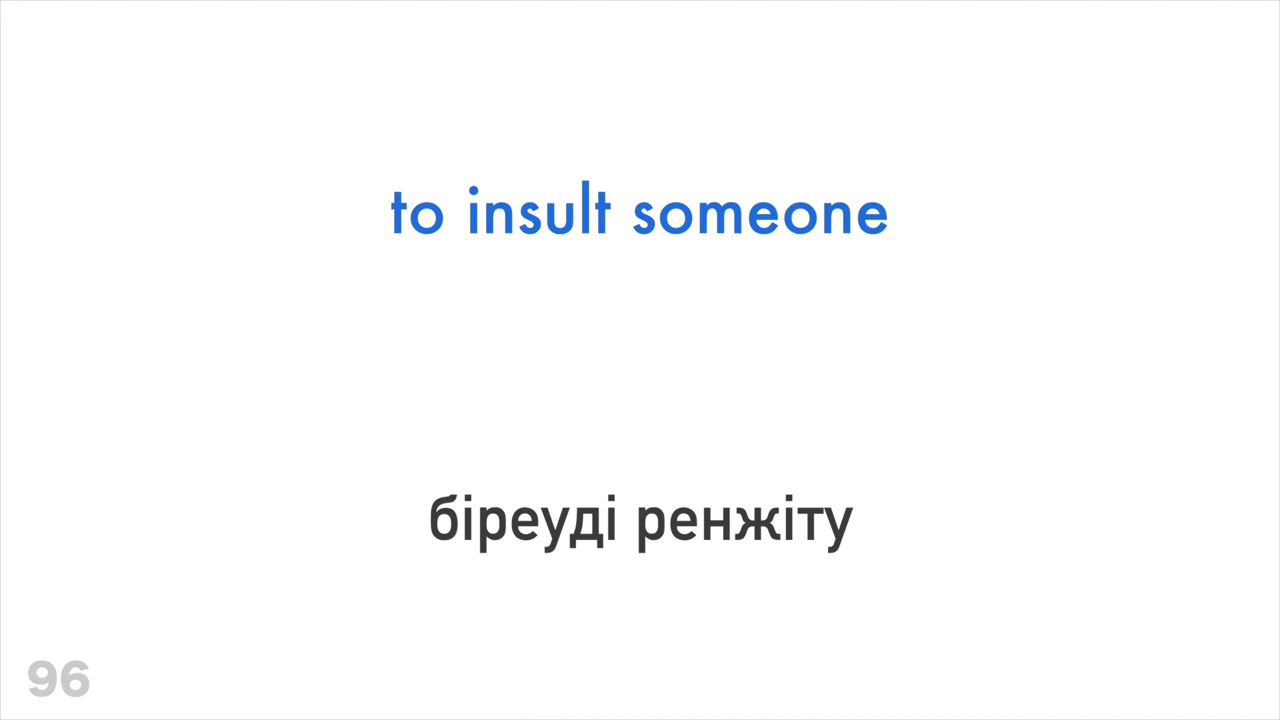 to insult someone
біреуді ренжіту
96